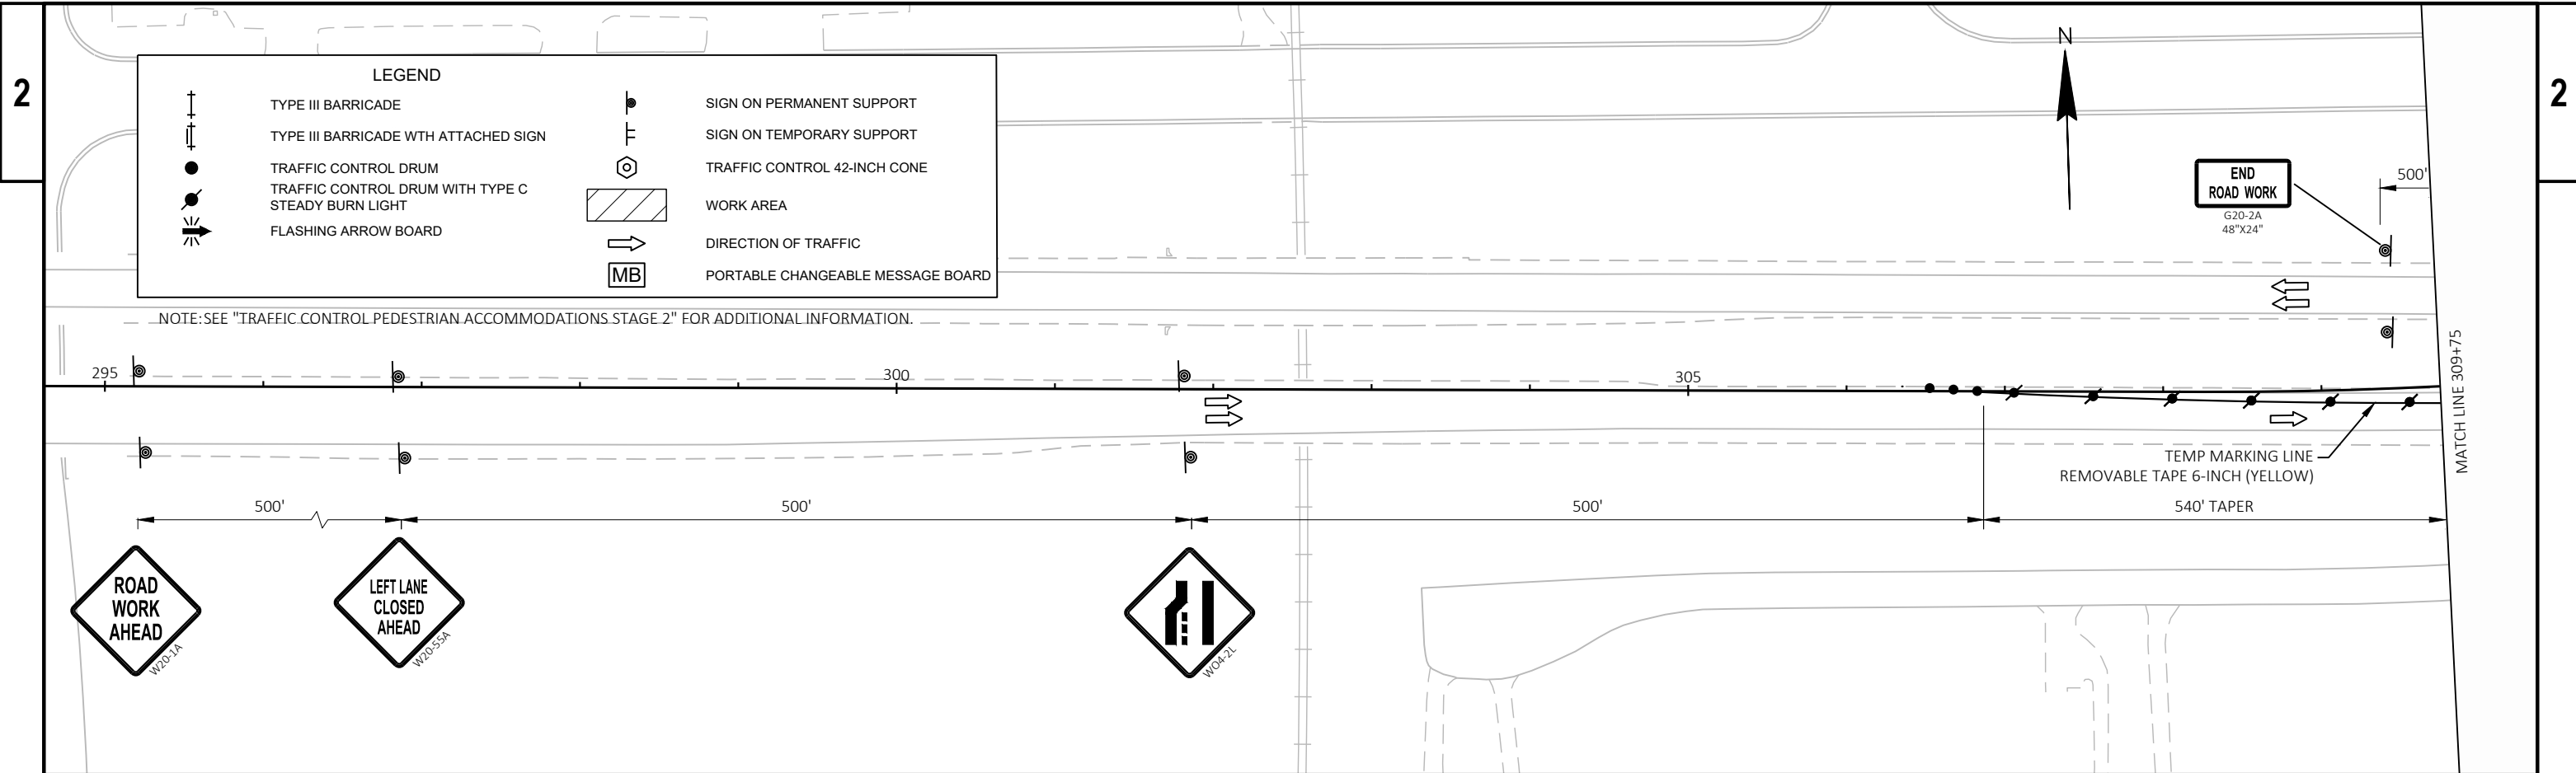 2
2
LEGEND
TYPE III BARRICADE
TYPE III BARRICADE WTH ATTACHED SIGN
TRAFFIC CONTROL DRUM
TRAFFIC CONTROL DRUM WITH TYPE C
STEADY BURN LIGHT
FLASHING ARROW BOARD
SIGN ON PERMANENT SUPPORT
SIGN ON TEMPORARY SUPPORT
TRAFFIC CONTROL 42-INCH CONE
WORK AREA
DIRECTION OF TRAFFIC
MB PORTABLE CHANGEABLE MESSAGE BOARD
NOTE: SEE "TRAFFIC CONTROL PEDESTRIAN ACCOMMODATIONS STAGE 2" FOR ADDITIONAL INFORMATION.
N
END
ROAD WORK
G20-2A
48"X24"
500'
295
300
305
MATCH LINE 309+75
TEMP MARKING LINE
REMOVABLE TAPE 6-INCH (YELLOW)
500'
500'
500'
540' TAPER
ROAD
WORK
AHEAD
W20-1A
LEFT LANE
CLOSED
AHEAD
W20-55A
WO4-2L